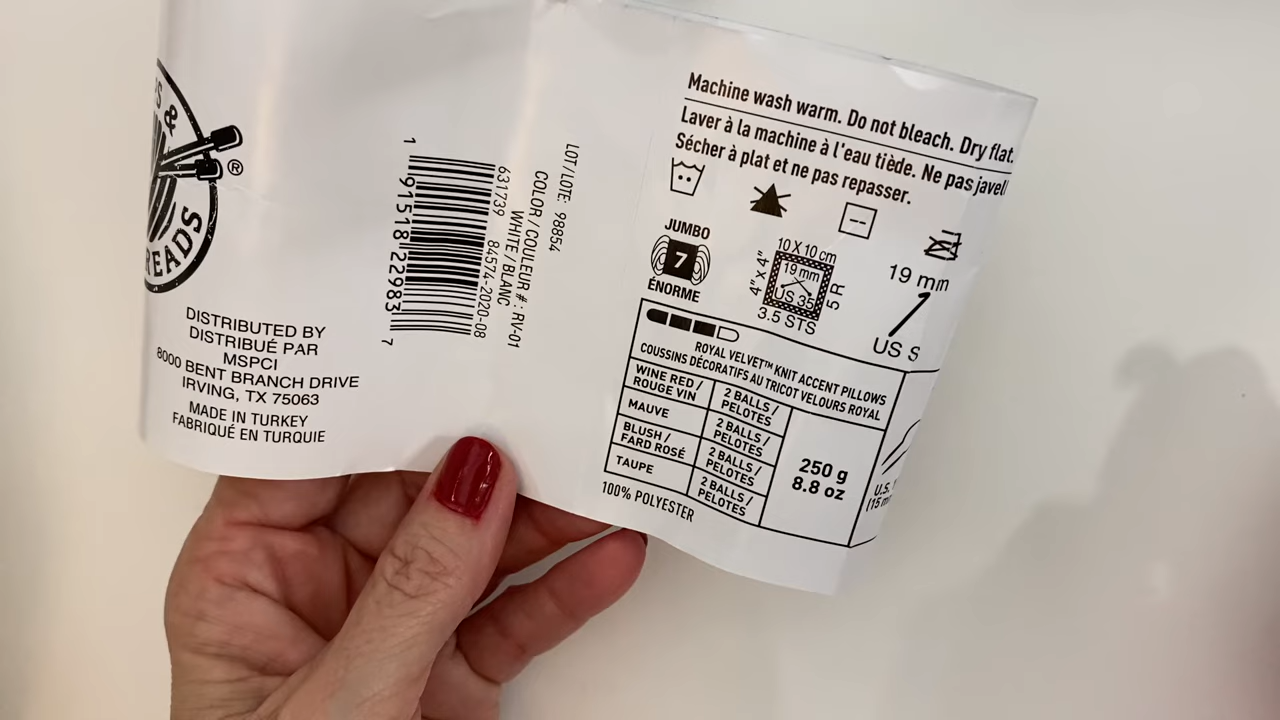 &
READS
®
DISTRIBUTED BY
DISTRIBUÉ PAR
MSPCI
8000 BENT BRANCH DRIVE
IRVING, TX 75063
MADE IN TURKEY
FABRIQUÉ EN TURQUIE
1 91518 22983 7
631739 84574-2020-08
WHITE / BLANC
COLOR / COULEUR # : RV-01
LOT / LOTE: 98854
Machine wash warm. Do not bleach. Dry flat.
Laver à la machine à l'eau tiède. Ne pas javel
Sécher à plat et ne pas repasser.
JUMBO
7
ÉNORME
10 X 10 cm
4" x 4"
19 mm
US 35
5 R
3.5 STS
19 mm
US
ROYAL VELVET™ KNIT ACCENT PILLOWS
COUSSINS DÉCORATIFS AU TRICOT VELOURS ROYAL
WINE RED /
ROUGE VIN
2 BALLS /
PELOTES
MAUVE
2 BALLS /
PELOTES
BLUSH /
FARD ROSÉ
2 BALLS /
PELOTES
TAUPE
2 BALLS /
PELOTES
250 g
8.8 oz
U.S.
(15 m
100% POLYESTER